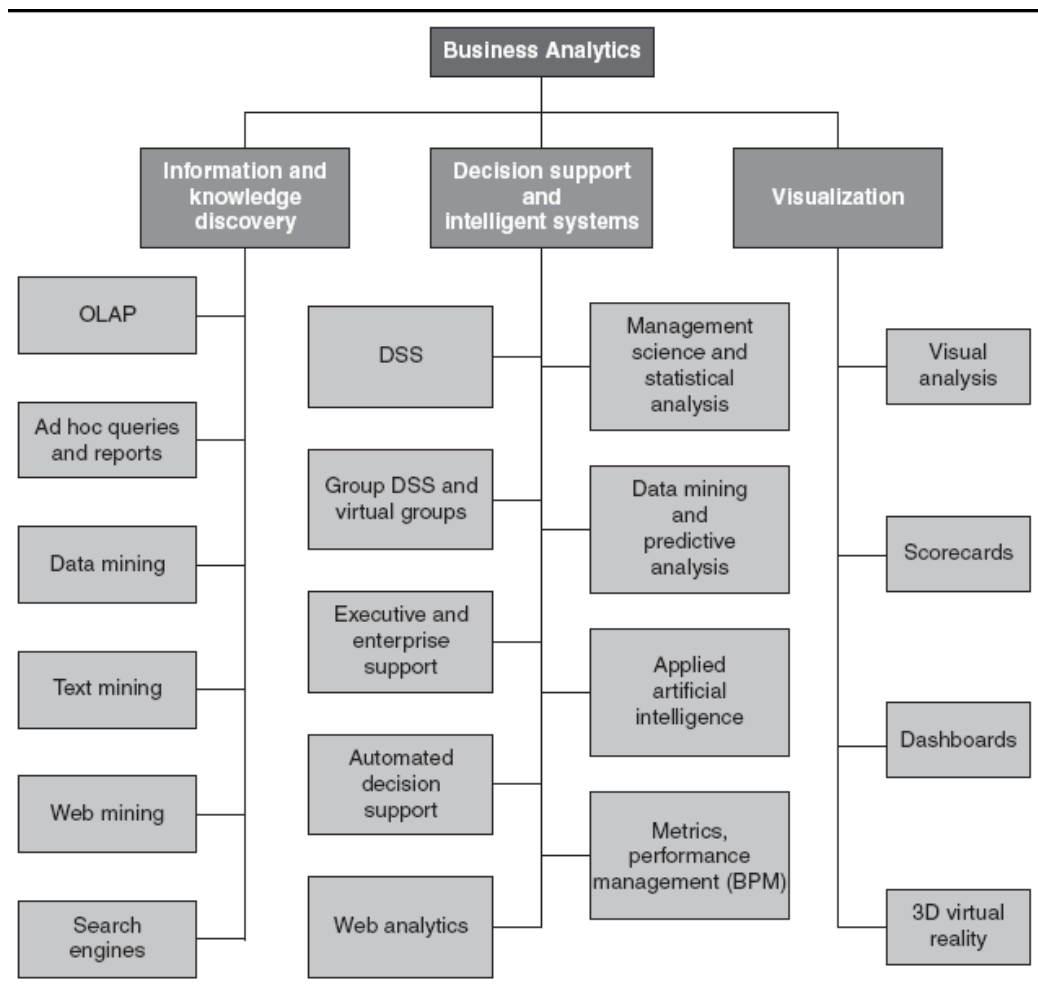 Business Analytics
Information and
knowledge
discovery
Decision support
and
intelligent systems
Visualization
OLAP
Ad hoc queries
and reports
Data mining
Text mining
Web mining
Search
engines
DSS
Group DSS and
virtual groups
Executive and
enterprise
support
Automated
decision
support
Web analytics
Management
science and
statistical
analysis
Data mining
and
predictive
analysis
Applied
artificial
intelligence
Metrics,
performance
management (BPM)
Visual
analysis
Scorecards
Dashboards
3D virtual
reality